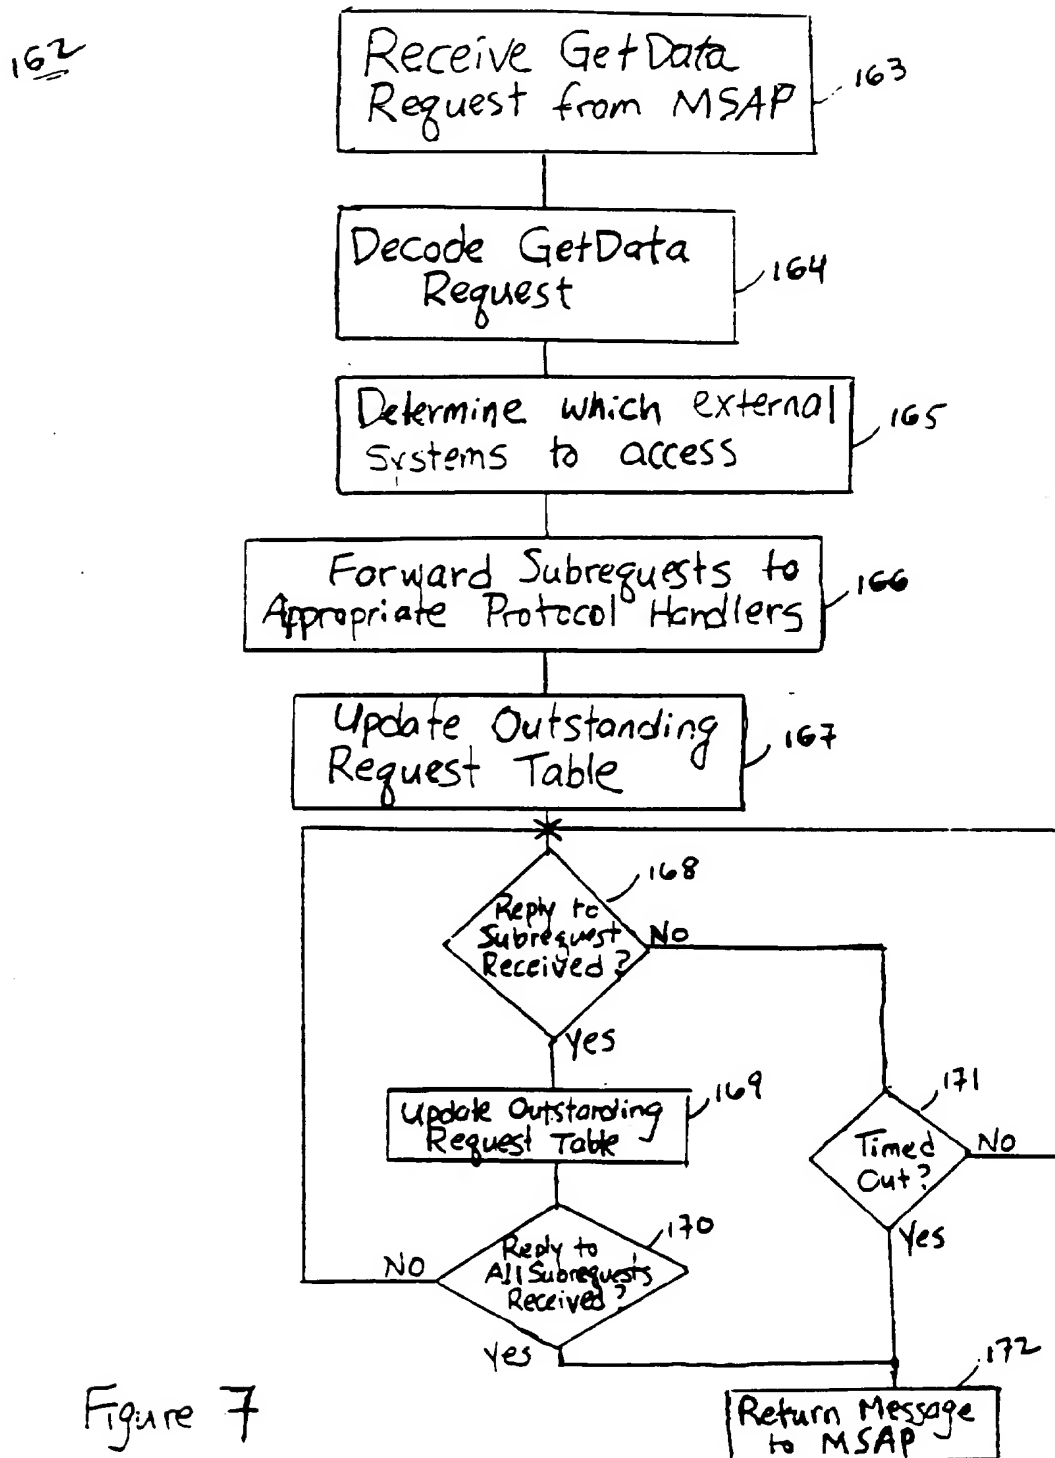 162
Receive GetData
Request from MSAP
163
Decode GetData
Request
164
Determine which external
Systems to access
165
Forward Subrequests to
Appropriate Protocol Handlers
166
Update Outstanding
Request Table
167
168
Reply to
Subrequest
Received?
No
Yes
169
Update Outstanding
Request Table
171
Timed
Out?
No
Yes
170
Reply to
All Subrequests
Received?
NO
Yes
172
Return Message
to MSAP
Figure 7